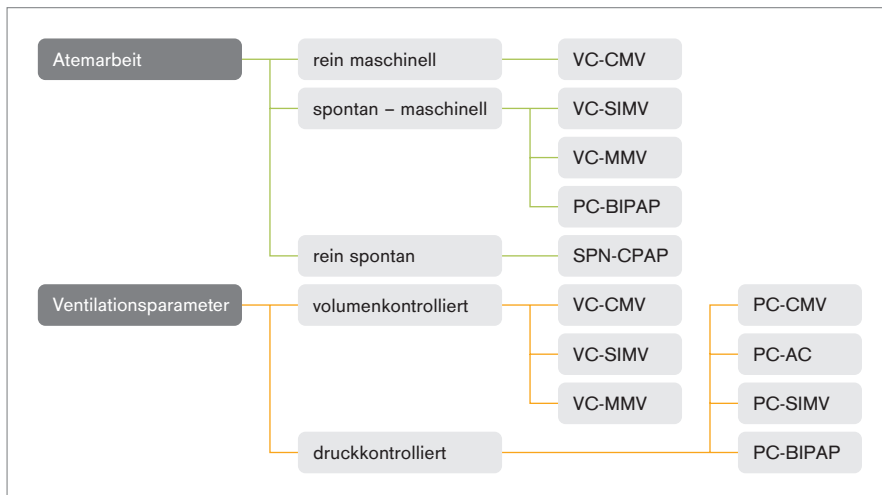 Atemarbeit
rein maschinell
VC-CMV
spontan – maschinell
VC-SIMV
VC-MMV
PC-BIPAP
rein spontan
SPN-CPAP
Ventilationsparameter
volumenkontrolliert
VC-CMV
PC-CMV
VC-SIMV
PC-AC
VC-MMV
PC-SIMV
druckkontrolliert
PC-BIPAP